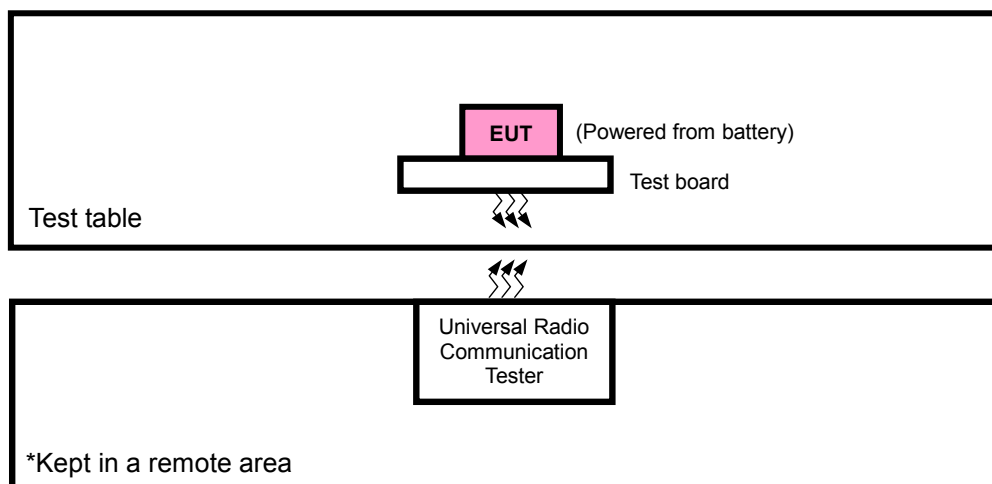 EUT
(Powered from battery)
Test board
Test table
Universal Radio
Communication
Tester
*Kept in a remote area